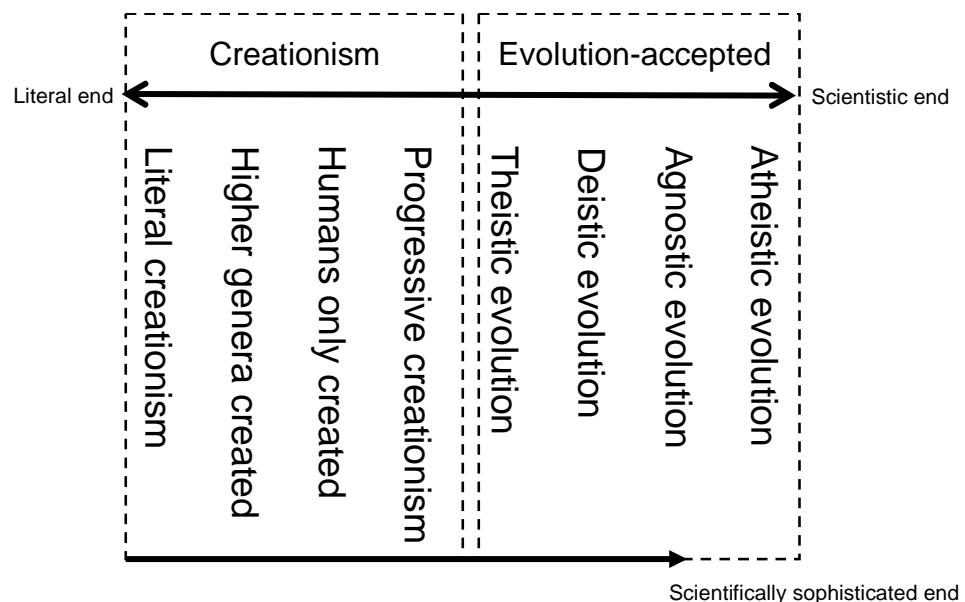 Creationism
Evolution-accepted
Literal end
Scientistic end
Literal creationism
Higher genera created
Humans only created
Progressive creationism
Theistic evolution
Deistic evolution
Agnostic evolution
Atheistic evolution
Scientifically sophisticated end